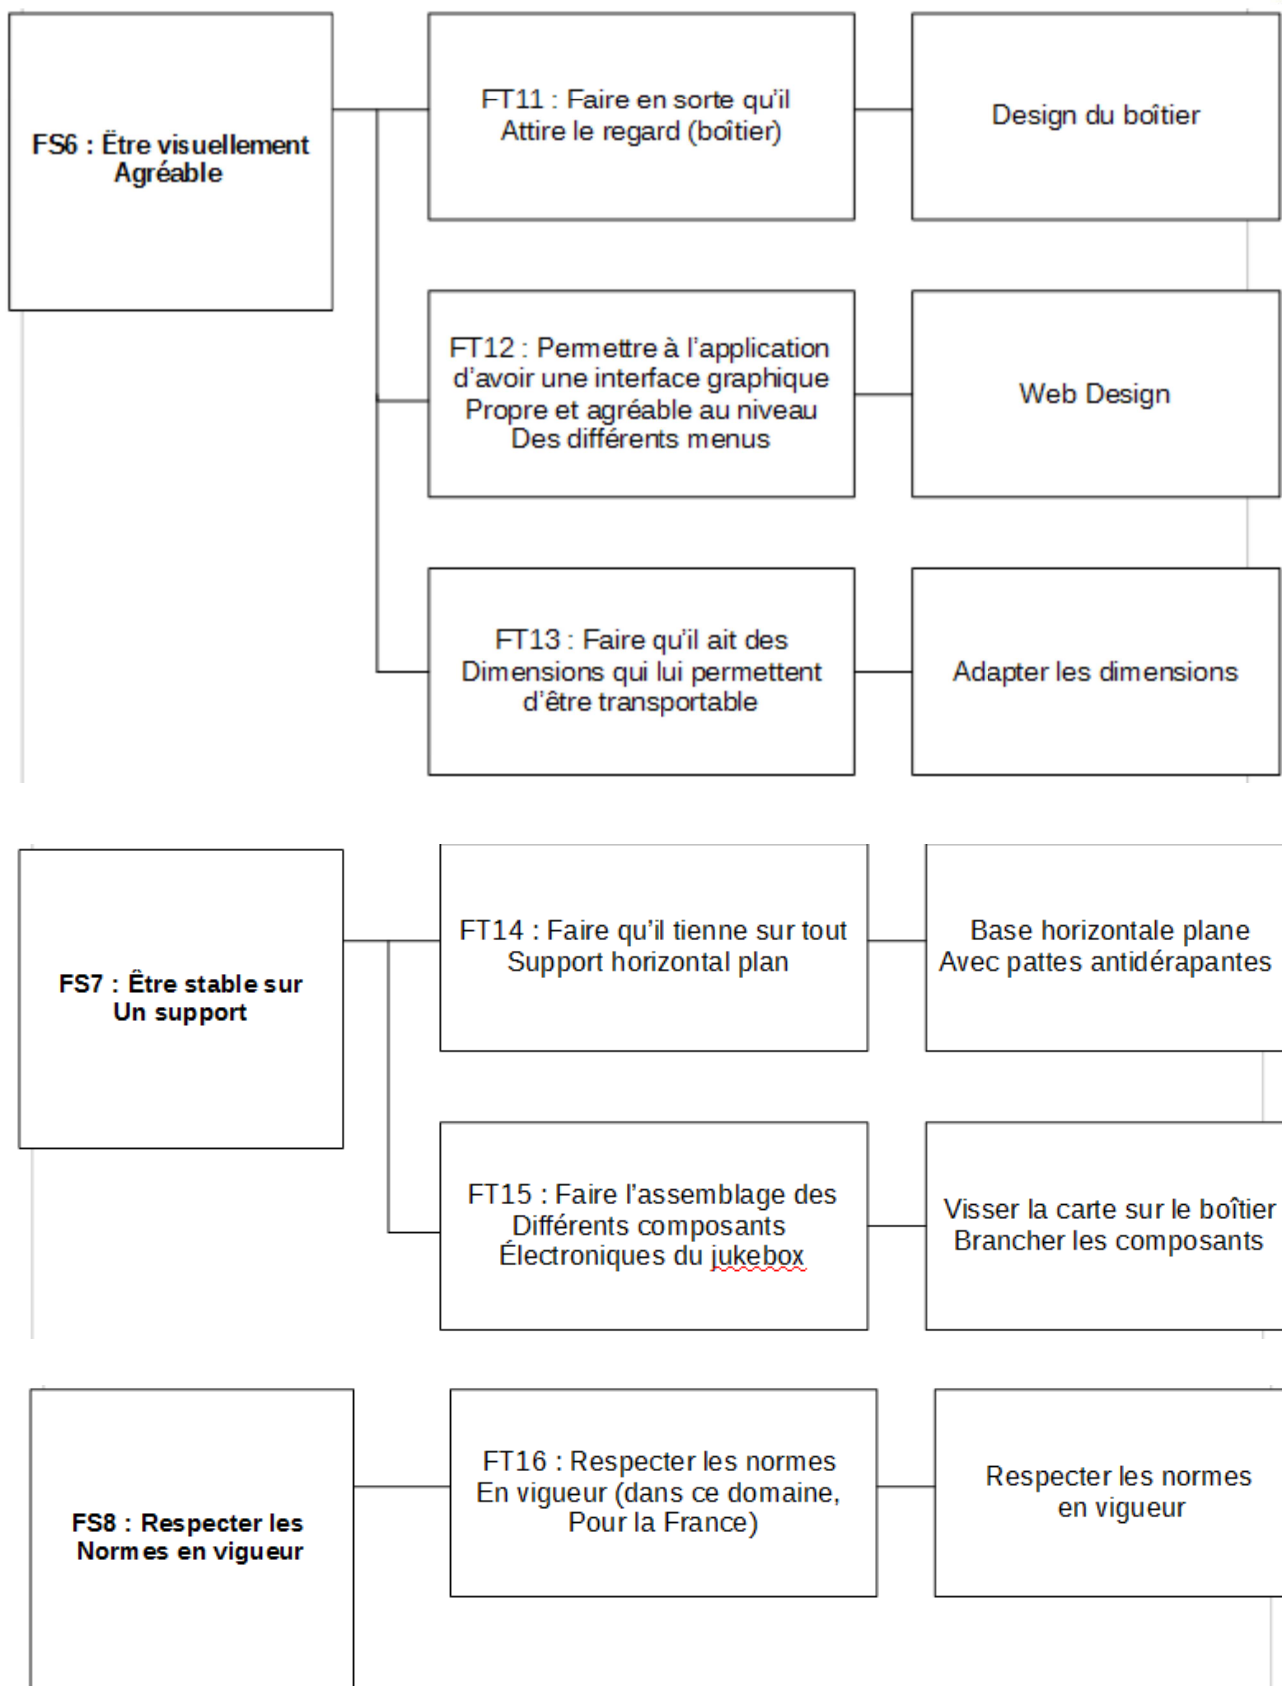 FS6 : Être visuellement
Agréable
FT11 : Faire en sorte qu'il
Attire le regard (boîtier)
Design du boîtier
FT12 : Permettre à l'application
d'avoir une interface graphique
Propre et agréable au niveau
Des différents menus
Web Design
FT13 : Faire qu'il ait des
Dimensions qui lui permettent
d'être transportable
Adapter les dimensions
FS7 : Être stable sur
Un support
FT14 : Faire qu'il tienne sur tout
Support horizontal plan
Base horizontale plane
Avec pattes antidérapantes
FT15 : Faire l'assemblage des
Différents composants
Électroniques du jukebox
Visser la carte sur le boîtier
Brancher les composants
FS8 : Respecter les
Normes en vigueur
FT16 : Respecter les normes
En vigueur (dans ce domaine,
Pour la France)
Respecter les normes
en vigueur